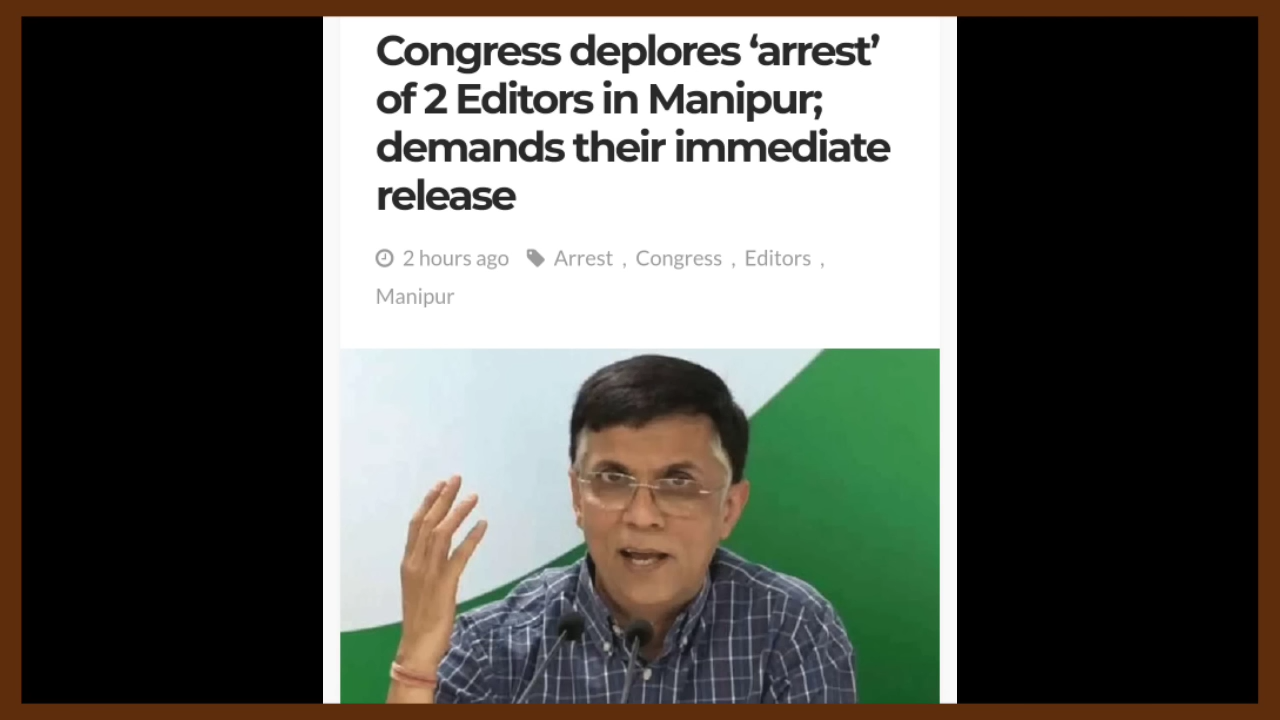 Congress deplores ‘arrest’
of 2 Editors in Manipur;
demands their immediate
release
2 hours ago Arrest , Congress , Editors ,
Manipur